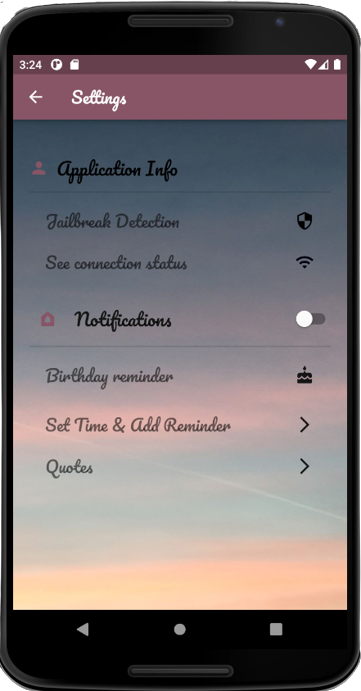 3:24
Settings
Application Info
Jailbreak Detection
See connection status
Notifications
Birthday reminder
Set Time & Add Reminder
Quotes